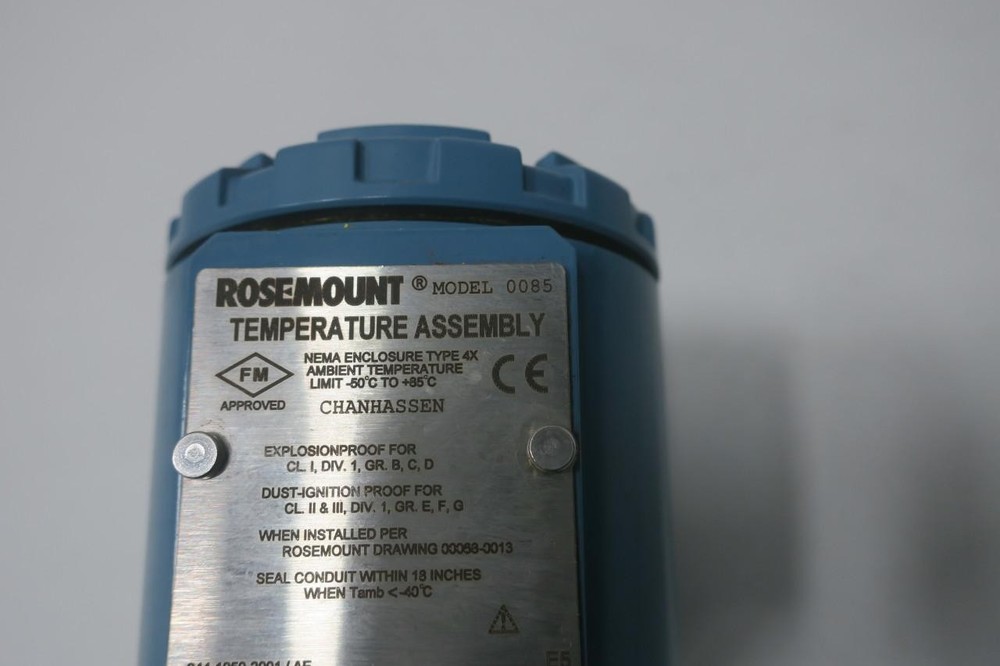 ROSEMOUNT ® MODEL 0085
TEMPERATURE ASSEMBLY
FM
APPROVED
NEMA ENCLOSURE TYPE 4X
AMBIENT TEMPERATURE
LIMIT -50°C TO +85°C
CE
CHANHASSEN
EXPLOSIONPROOF FOR
CL. I, DIV. 1, GR. B, C, D
DUST-IGNITION PROOF FOR
CL. II & III, DIV. 1, GR. E, F, G
WHEN INSTALLED PER
ROSEMOUNT DRAWING 00068-0013
SEAL CONDUIT WITHIN 18 INCHES
WHEN Tamb < -40°C